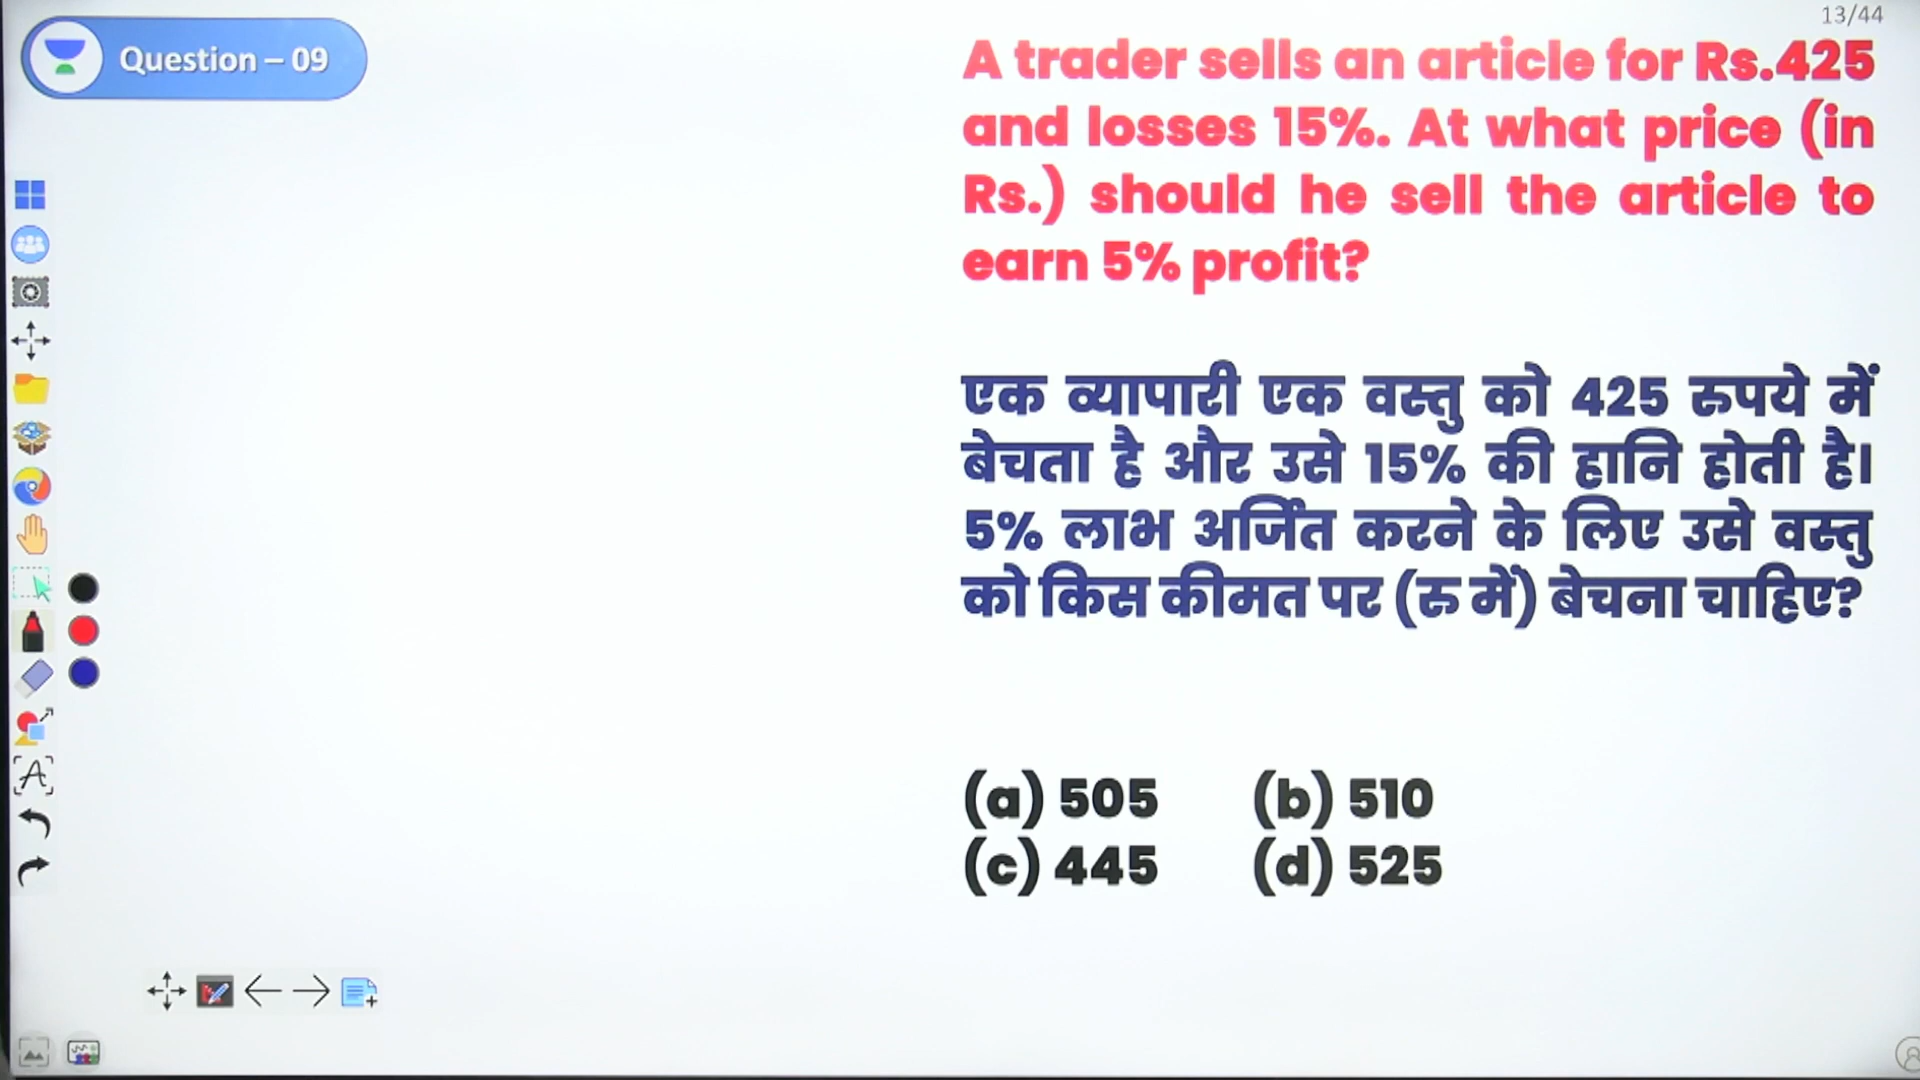 13/44
Question – 09
A trader sells an article for Rs.425
and losses 15%. At what price (in
Rs.) should he sell the article to
earn 5% profit?
एक व्यापारी एक वस्तु को 425 रुपये में
बेचता है और उसे 15% की हानि होती है।
5% लाभ अर्जित करने के लिए उसे वस्तु
को किस कीमत पर (रु में) बेचना चाहिए?
(a) 505 (b) 510
(c) 445 (d) 525